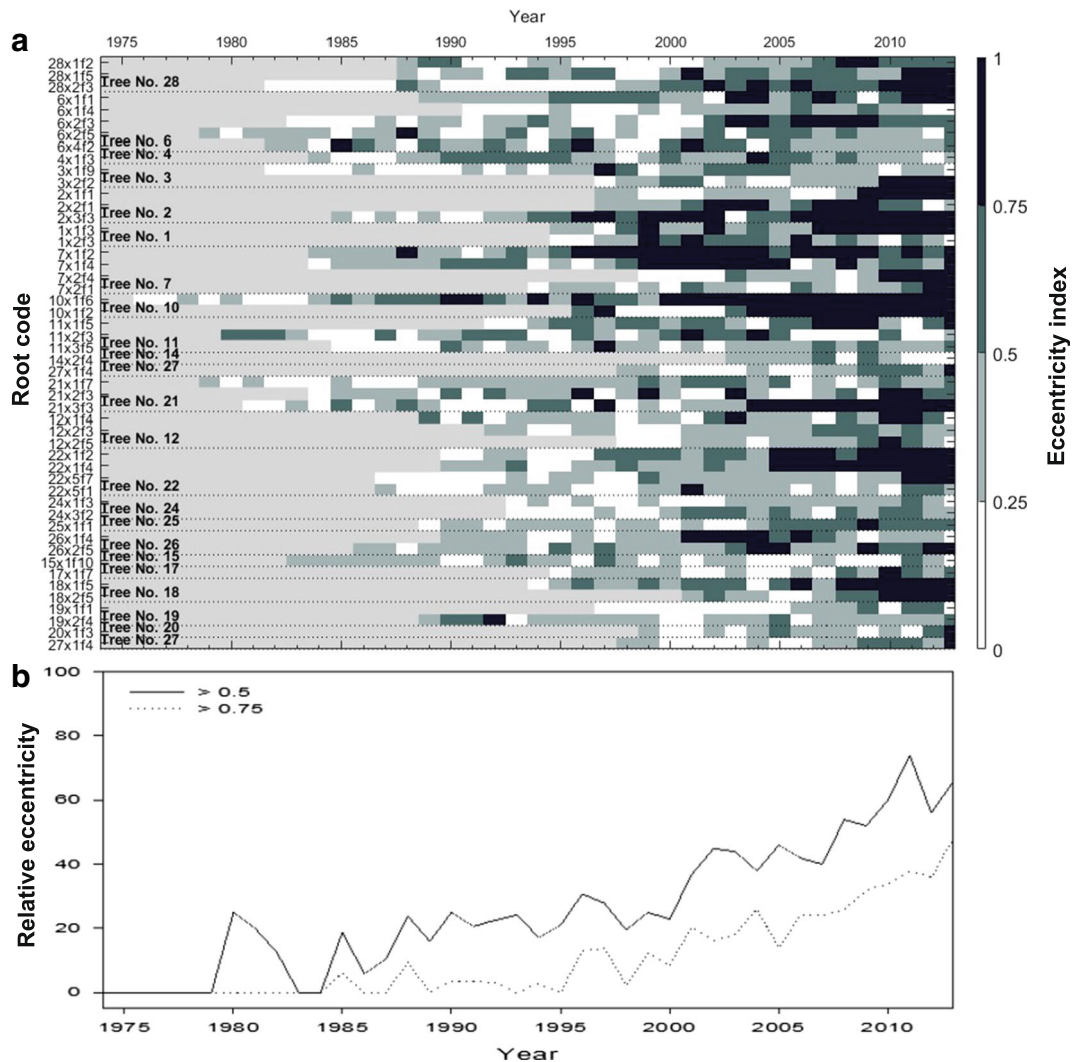 Year
a
1975 1980 1985 1990 1995 2000 2005 2010
28x1f2
28x1f5
28x2f3
Tree No. 28
6x1f1
6x1f4
6x2f3
6x2f5
6x4f2
Tree No. 6
4x1f3
Tree No. 4
3x1f9
3x2f2
Tree No. 3
2x1f1
2x2f1
2x3f3
Tree No. 2
1x1f3
1x2f3
Tree No. 1
7x1f2
7x1f4
7x2f4
7x2f1
Tree No. 7
10x1f6
10x1f2
Tree No. 10
11x1f5
11x2f3
11x3f5
Tree No. 11
14x2f4
Tree No. 14
27x1f4
Tree No. 27
21x1f7
21x2f3
21x3f3
Tree No. 21
12x1f4
12x2f3
12x2f5
Tree No. 12
22x1f2
22x1f4
22x5f7
22x5f1
Tree No. 22
24x1f3
24x3f2
Tree No. 24
25x1f1
Tree No. 25
26x1f4
26x2f5
Tree No. 26
15x1f10
Tree No. 15
17x1f7
Tree No. 17
18x1f5
18x2f5
Tree No. 18
19x1f1
19x2f4
Tree No. 19
20x1f3
Tree No. 20
27x1f4
Tree No. 27
Root code
1
0.75
0.5
0.25
0
Eccentricity index
b
100
80
60
40
20
0
> 0.5
> 0.75
Relative eccentricity
1975 1980 1985 1990 1995 2000 2005 2010
Year